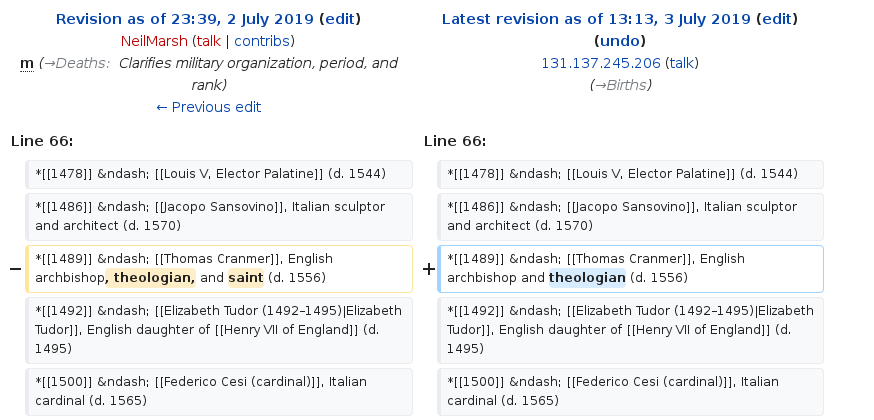 Revision as of 23:39, 2 July 2019 (edit)
NeilMarsh (talk | contribs)
m (→Deaths: Clarifies military organization, period, and
rank)
← Previous edit
Latest revision as of 13:13, 3 July 2019 (edit)
(undo)
131.137.245.206 (talk)
(→Births)
Line 66:
Line 66:
*[[1478]] &ndash; [[Louis V, Elector Palatine]] (d. 1544)
*[[1478]] &ndash; [[Louis V, Elector Palatine]] (d. 1544)
*[[1486]] &ndash; [[Jacopo Sansovino]], Italian sculptor
and architect (d. 1570)
*[[1486]] &ndash; [[Jacopo Sansovino]], Italian sculptor
and architect (d. 1570)
− *[[1489]] &ndash; [[Thomas Cranmer]], English
archbishop, theologian, and saint (d. 1556)
+ *[[1489]] &ndash; [[Thomas Cranmer]], English
archbishop and theologian (d. 1556)
*[[1492]] &ndash; [[Elizabeth Tudor (1492–1495)|Elizabeth
Tudor]], English daughter of [[Henry VII of England]] (d.
1495)
*[[1492]] &ndash; [[Elizabeth Tudor (1492–1495)|Elizabeth
Tudor]], English daughter of [[Henry VII of England]] (d.
1495)
*[[1500]] &ndash; [[Federico Cesi (cardinal)]], Italian
cardinal (d. 1565)
*[[1500]] &ndash; [[Federico Cesi (cardinal)]], Italian
cardinal (d. 1565)